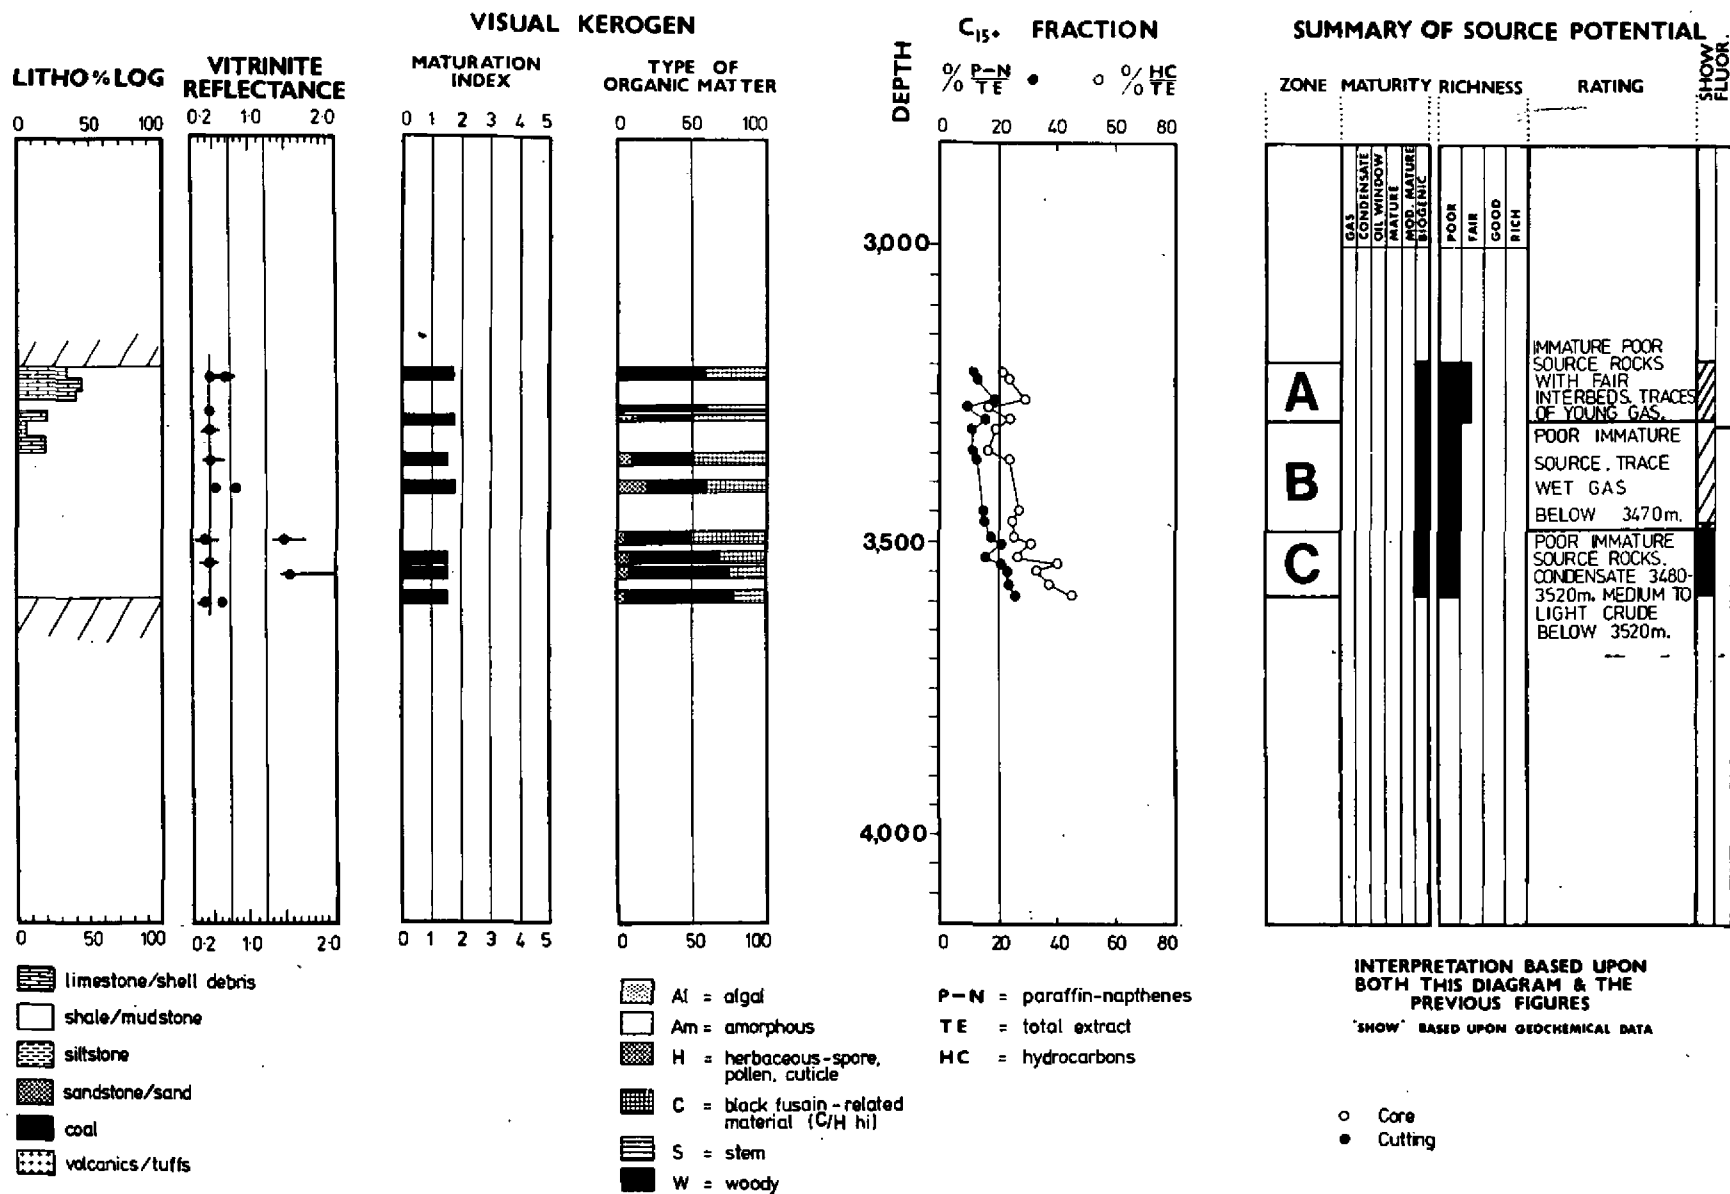 VISUAL KEROGEN
C₁₅₊ FRACTION
SUMMARY OF SOURCE POTENTIAL
LITHO % LOG
VITRINITE
REFLECTANCE
MATURATION
INDEX
TYPE OF
ORGANIC MATTER
DEPTH
% P-N/TE ● ○ % HC/TE
ZONE MATURITY RICHNESS RATING
SHOW
FLUOR.
0 50 100
0·2 1·0 2·0
0 1 2 3 4 5
0 50 100
0 20 40 60 80
GAS
CONDENSATE
OIL WINDOW
MATURE
MOD. MATURE
BIOGENIC
POOR
FAIR
GOOD
RICH
3,000
3,500
4,000
A
IMMATURE POOR
SOURCE ROCKS
WITH FAIR
INTERBEDS. TRACES
OF YOUNG GAS.
B
POOR IMMATURE
SOURCE. TRACE
WET GAS
BELOW 3470m.
C
POOR IMMATURE
SOURCE ROCKS.
CONDENSATE 3480-
3520m. MEDIUM TO
LIGHT CRUDE
BELOW 3520m.
0 50 100
0·2 1·0 2·0
0 1 2 3 4 5
0 50 100
0 20 40 60 80
limestone/shell debris
shale/mudstone
siltstone
sandstone/sand
coal
volcanics/tuffs
Al = algal
Am = amorphous
H = herbaceous-spore,
pollen, cuticle
C = black fusain-related
material (C/H hi)
S = stem
W = woody
P-N = paraffin-napthenes
TE = total extract
HC = hydrocarbons
INTERPRETATION BASED UPON
BOTH THIS DIAGRAM & THE
PREVIOUS FIGURES
"SHOW" BASED UPON GEOCHEMICAL DATA
○ Core
● Cutting